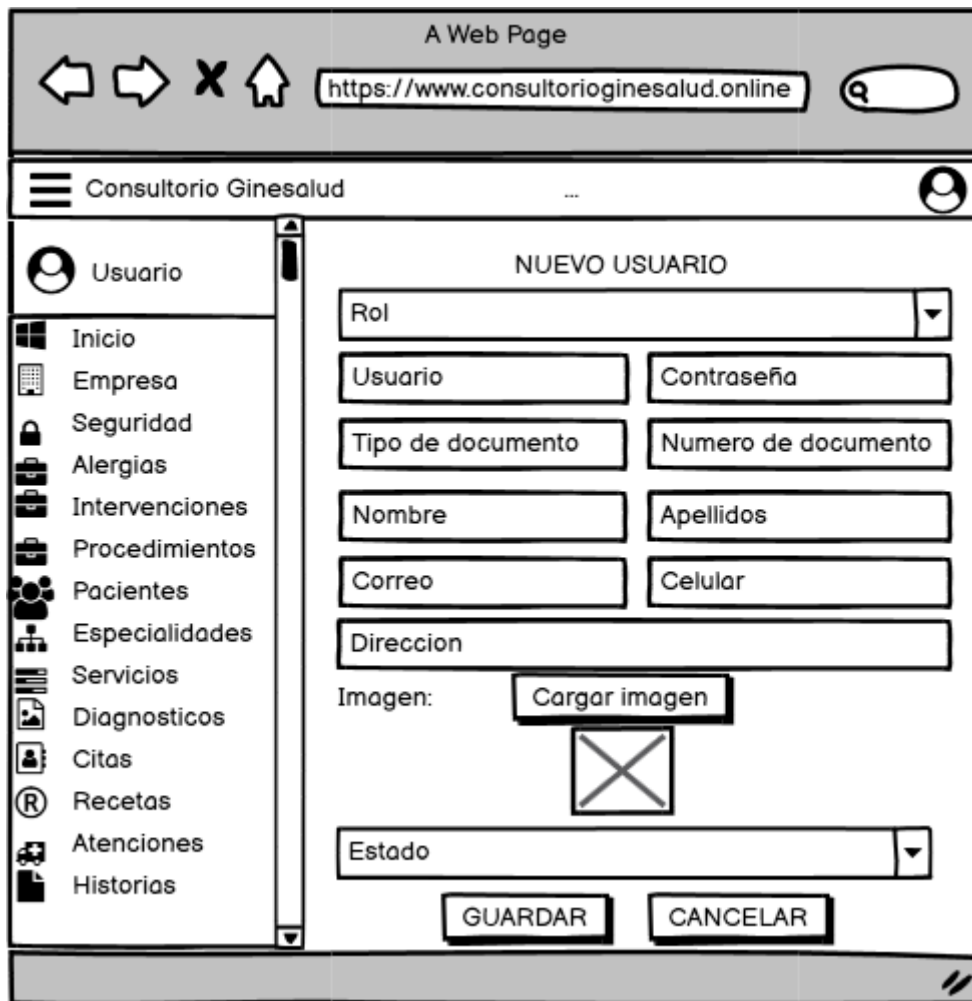 A Web Page
https://www.consultorioginesalud.online
Consultorio Ginesalud ...
Usuario
Inicio
Empresa
Seguridad
Alergias
Intervenciones
Procedimientos
Pacientes
Especialidades
Servicios
Diagnosticos
Citas
R Recetas
Atenciones
Historias
NUEVO USUARIO
Rol
Usuario Contraseña
Tipo de documento Numero de documento
Nombre Apellidos
Correo Celular
Direccion
Imagen: Cargar imagen
Estado
GUARDAR CANCELAR